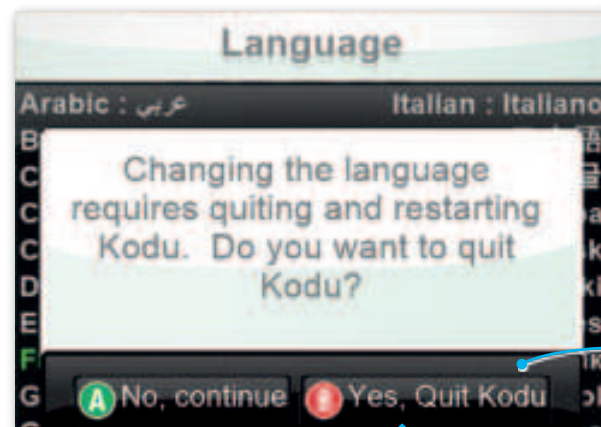 Language
Arabic : عربي Italian : Italiano
B
C
C
C
D
E
F
G
Changing the language
requires quiting and restarting
Kodu. Do you want to quit
Kodu?
A No, continue B Yes, Quit Kodu